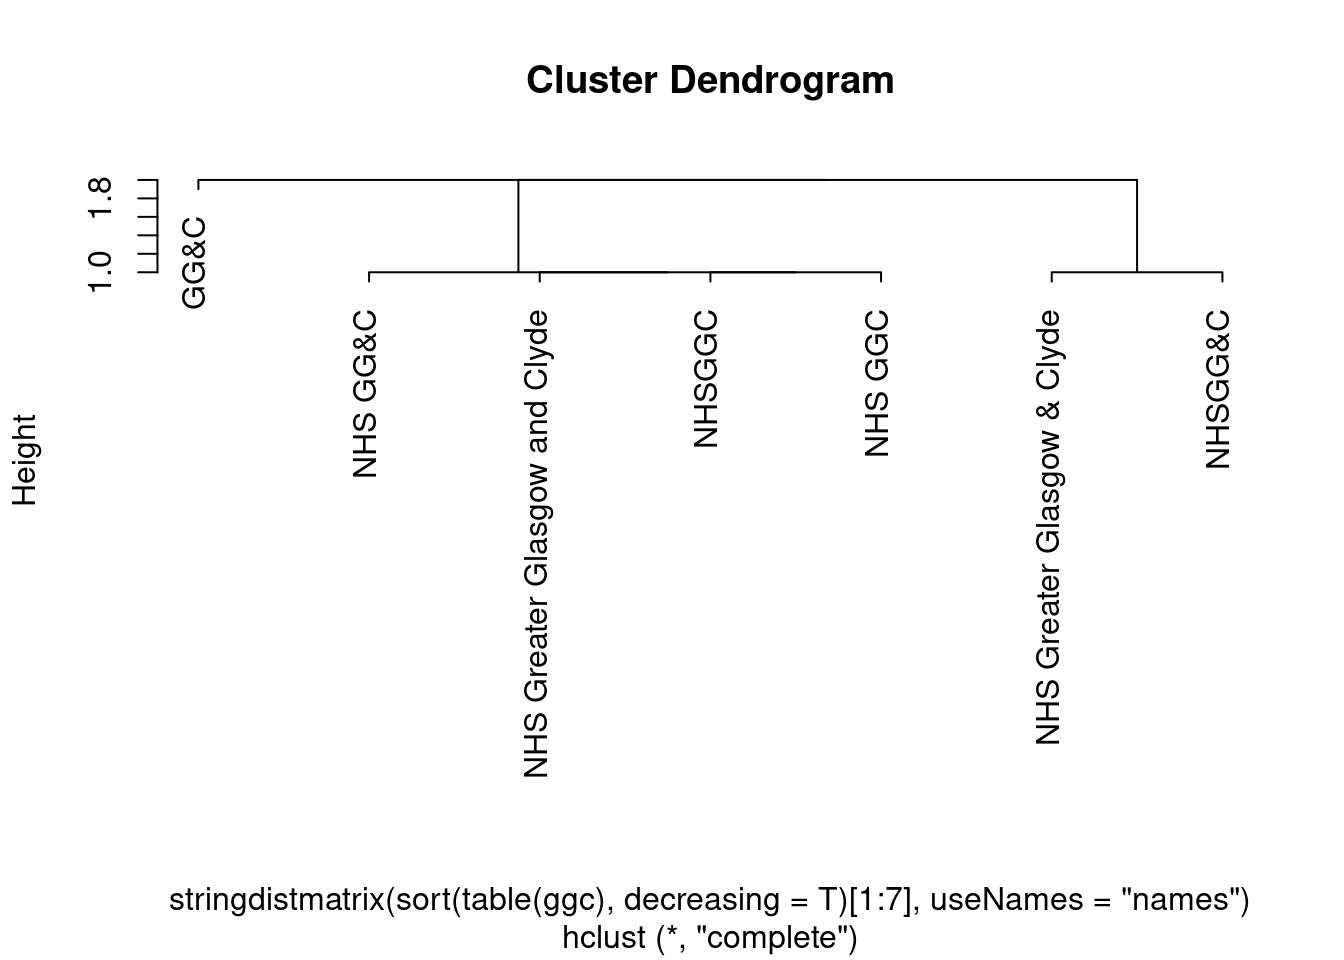 Cluster Dendrogram
Height
1.0
1.8
GG&C
NHS GG&C
NHS Greater Glasgow and Clyde
NHSGGC
NHS GGC
NHS Greater Glasgow & Clyde
NHSGG&C
stringdistmatrix(sort(table(ggc), decreasing = T)[1:7], useNames = "names")
hclust (*, "complete")